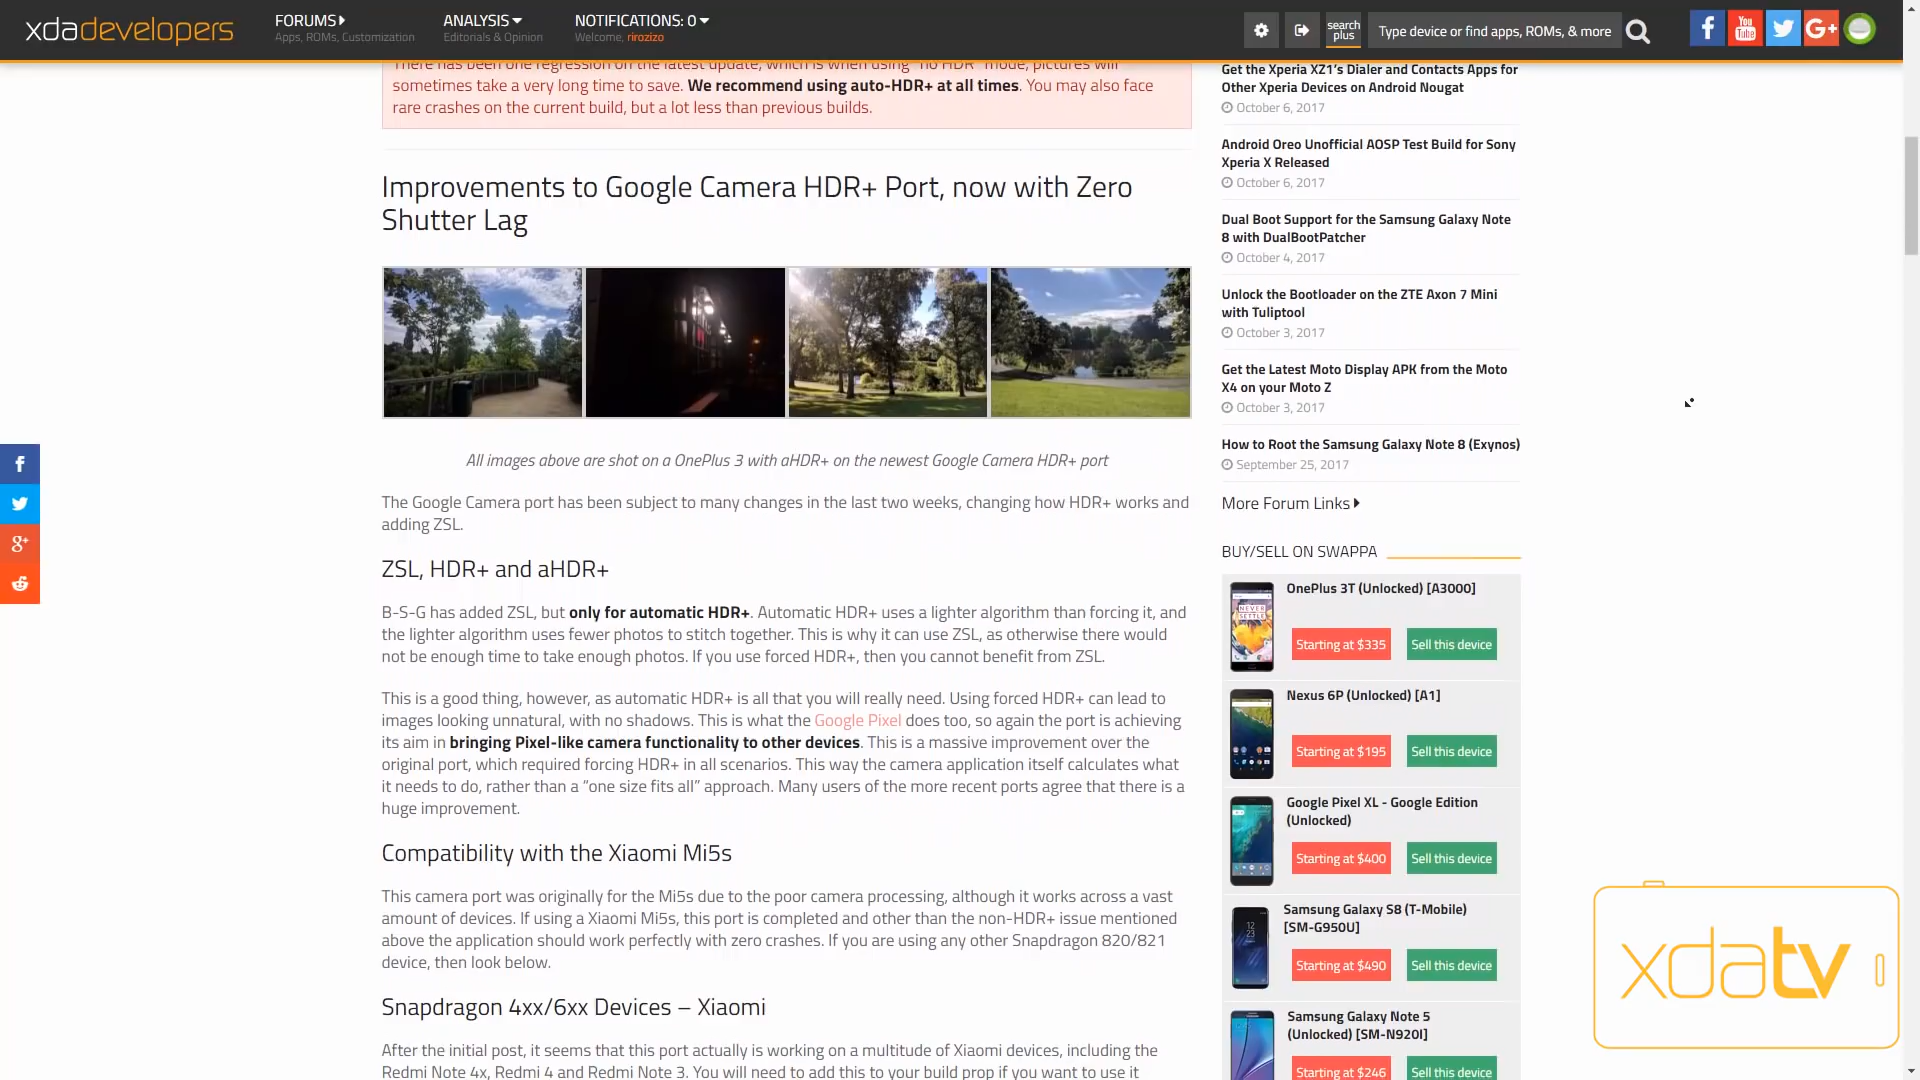 xdadevelopers
FORUMS
Apps, ROMs, Customization
ANALYSIS
Editorials & Opinion
NOTIFICATIONS: 0
Welcome, rirozizo
search
plus
Type device or find apps, ROMs, & more
f
You
Tube
G+
There has been one regression on the latest update, which is when using "no HDR" mode, pictures will
sometimes take a very long time to save. We recommend using auto-HDR+ at all times. You may also face
rare crashes on the current build, but a lot less than previous builds.
Improvements to Google Camera HDR+ Port, now with Zero
Shutter Lag
All images above are shot on a OnePlus 3 with aHDR+ on the newest Google Camera HDR+ port
The Google Camera port has been subject to many changes in the last two weeks, changing how HDR+ works and
adding ZSL.
ZSL, HDR+ and aHDR+
B-S-G has added ZSL, but only for automatic HDR+. Automatic HDR+ uses a lighter algorithm than forcing it, and
the lighter algorithm uses fewer photos to stitch together. This is why it can use ZSL, as otherwise there would
not be enough time to take enough photos. If you use forced HDR+, then you cannot benefit from ZSL.
This is a good thing, however, as automatic HDR+ is all that you will really need. Using forced HDR+ can lead to
images looking unnatural, with no shadows. This is what the Google Pixel does too, so again the port is achieving
its aim in bringing Pixel-like camera functionality to other devices. This is a massive improvement over the
original port, which required forcing HDR+ in all scenarios. This way the camera application itself calculates what
it needs to do, rather than a “one size fits all” approach. Many users of the more recent ports agree that there is a
huge improvement.
Compatibility with the Xiaomi Mi5s
This camera port was originally for the Mi5s due to the poor camera processing, although it works across a vast
amount of devices. If using a Xiaomi Mi5s, this port is completed and other than the non-HDR+ issue mentioned
above the application should work perfectly with zero crashes. If you are using any other Snapdragon 820/821
device, then look below.
Snapdragon 4xx/6xx Devices – Xiaomi
After the initial post, it seems that this port actually is working on a multitude of Xiaomi devices, including the
Redmi Note 4x, Redmi 4 and Redmi Note 3. You will need to add this to your build prop if you want to use it
Get the Xperia XZ1’s Dialer and Contacts Apps for
Other Xperia Devices on Android Nougat
October 6, 2017
Android Oreo Unofficial AOSP Test Build for Sony
Xperia X Released
October 6, 2017
Dual Boot Support for the Samsung Galaxy Note
8 with DualBootPatcher
October 4, 2017
Unlock the Bootloader on the ZTE Axon 7 Mini
with Tuliptool
October 3, 2017
Get the Latest Moto Display APK from the Moto
X4 on your Moto Z
October 3, 2017
How to Root the Samsung Galaxy Note 8 (Exynos)
September 25, 2017
More Forum Links
BUY/SELL ON SWAPPA
OnePlus 3T (Unlocked) [A3000]
Starting at $335
Sell this device
Nexus 6P (Unlocked) [A1]
Starting at $195
Sell this device
Google Pixel XL - Google Edition
(Unlocked)
Starting at $400
Sell this device
Samsung Galaxy S8 (T-Mobile)
[SM-G950U]
Starting at $490
Sell this device
Samsung Galaxy Note 5
(Unlocked) [SM-N920I]
Starting at $246
Sell this device
f
g+
xdatv